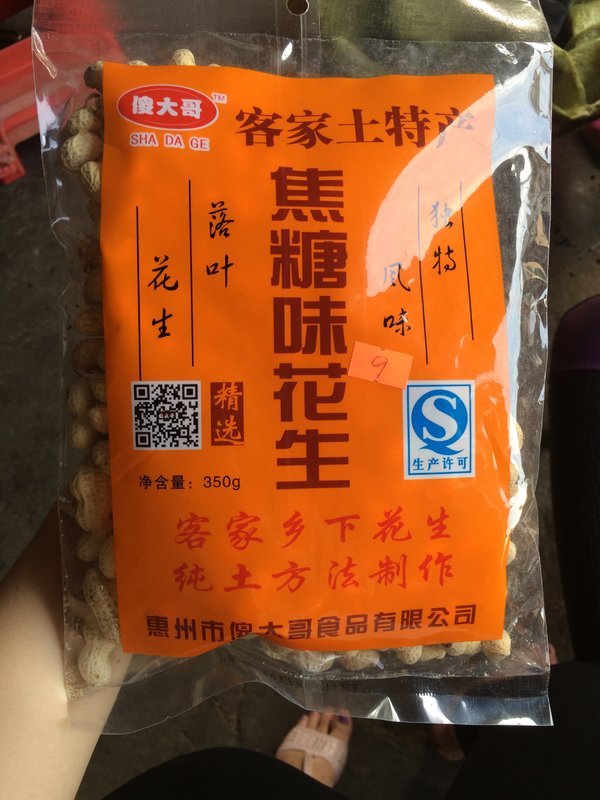 傻大哥 TM
SHA DA GE
客家土特产
焦糖味花生
独特
风味
落叶
花生
9
精选
生产许可
净含量：350g
客家乡下花生
纯土方法制作
惠州市傻大哥食品有限公司